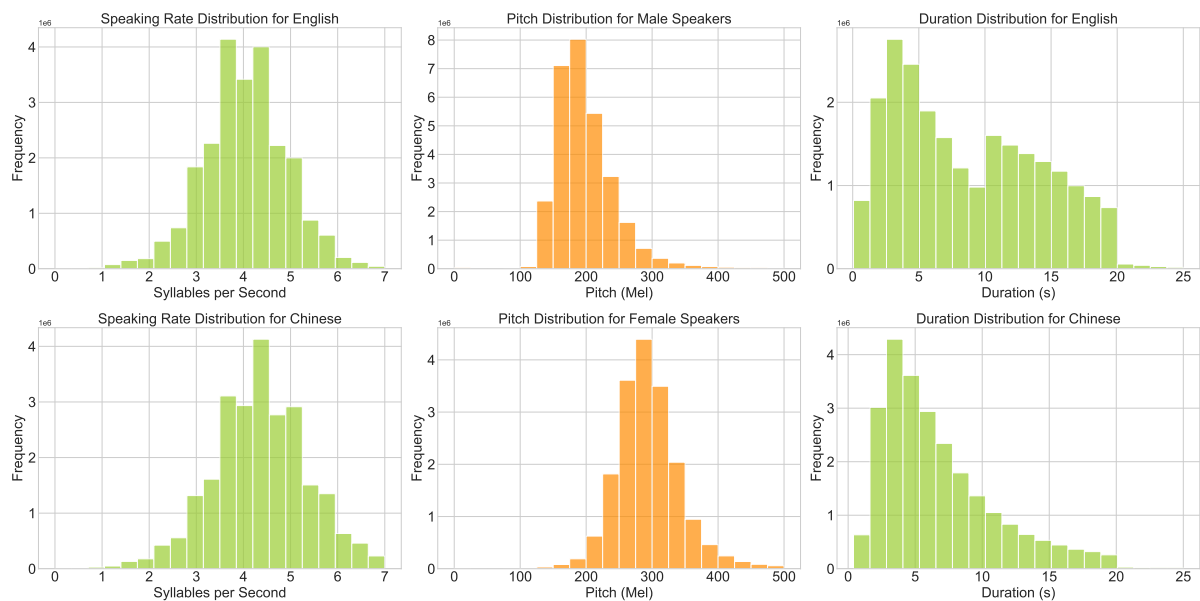 Speaking Rate Distribution for English
1e6
Frequency
4
3
2
1
0
0 1 2 3 4 5 6 7
Syllables per Second
Pitch Distribution for Male Speakers
1e6
Frequency
8
7
6
5
4
3
2
1
0
0 100 200 300 400 500
Pitch (Mel)
Duration Distribution for English
1e6
Frequency
2
1
0
0 5 10 15 20 25
Duration (s)
Speaking Rate Distribution for Chinese
1e6
Frequency
4
3
2
1
0
0 1 2 3 4 5 6 7
Syllables per Second
Pitch Distribution for Female Speakers
1e6
Frequency
4
3
2
1
0
0 100 200 300 400 500
Pitch (Mel)
Duration Distribution for Chinese
1e6
Frequency
4
3
2
1
0
0 5 10 15 20 25
Duration (s)